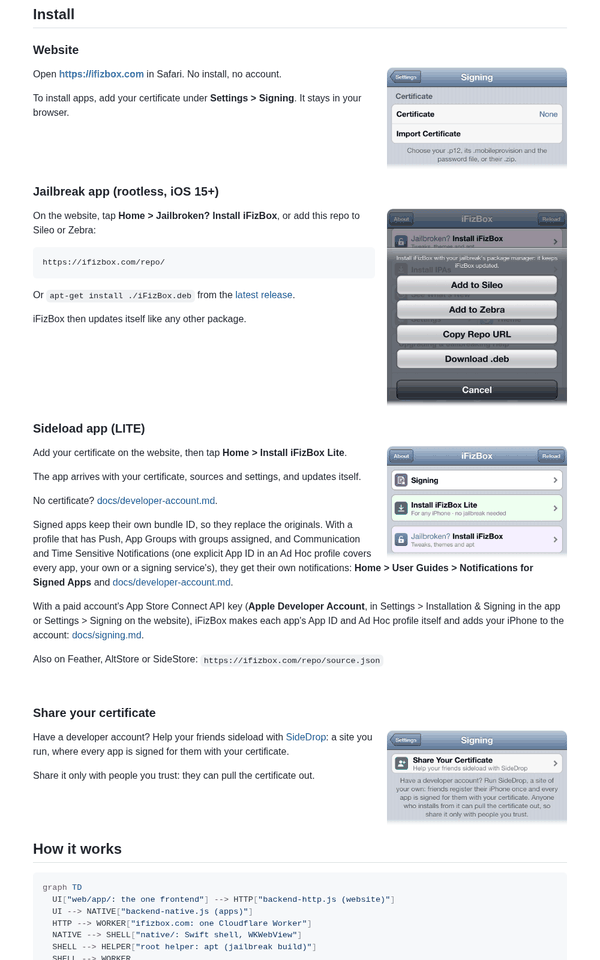 Install
Website
Open https://ifizbox.com in Safari. No install, no account.
To install apps, add your certificate under Settings > Signing. It stays in your
browser.
Settings
Signing
Certificate
Certificate
None
Import Certificate
Choose your .p12, its .mobileprovision and the
password file, or their .zip.
Jailbreak app (rootless, iOS 15+)
On the website, tap Home > Jailbroken? Install iFizBox, or add this repo to
Sileo or Zebra:
https://ifizbox.com/repo/
Or apt-get install ./iFizBox.deb from the latest release.
iFizBox then updates itself like any other package.
About
iFizBox
Reload
Jailbroken? Install iFizBox
Install iFizBox with your jailbreak's package manager: it keeps
iFizBox updated.
Add to Sileo
Add to Zebra
Copy Repo URL
Download .deb
Cancel
Sideload app (LITE)
Add your certificate on the website, then tap Home > Install iFizBox Lite.
The app arrives with your certificate, sources and settings, and updates itself.
No certificate? docs/developer-account.md.
Signed apps keep their own bundle ID, so they replace the originals. With a
profile that has Push, App Groups with groups assigned, and Communication
and Time Sensitive Notifications (one explicit App ID in an Ad Hoc profile covers
every app, your own or a signing service's), they get their own notifications: Home > User Guides > Notifications for
Signed Apps and docs/developer-account.md.
With a paid account's App Store Connect API key (Apple Developer Account, in Settings > Installation & Signing in the app
or Settings > Signing on the website), iFizBox makes each app's App ID and Ad Hoc profile itself and adds your iPhone to the
account: docs/signing.md.
Also on Feather, AltStore or SideStore: https://ifizbox.com/repo/source.json
About
iFizBox
Reload
Signing
Install iFizBox Lite
For any iPhone · no jailbreak needed
Jailbroken? Install iFizBox
Tweaks, themes and apt
Share your certificate
Have a developer account? Help your friends sideload with SideDrop: a site you
run, where every app is signed for them with your certificate.
Share it only with people you trust: they can pull the certificate out.
Settings
Signing
Share Your Certificate
Help your friends sideload with SideDrop
Have a developer account? Run SideDrop, a site of
your own: friends register their iPhone once and every
app is signed for them with your certificate. Anyone
who installs from it can pull the certificate out, so
share it only with people you trust.
How it works
graph TD
UI["web/app/: the one frontend"] --> HTTP["backend-http.js (website)"]
UI --> NATIVE["backend-native.js (apps)"]
HTTP --> WORKER["ifizbox.com: one Cloudflare Worker"]
NATIVE --> SHELL["native/: Swift shell, WKWebView"]
SHELL --> HELPER["root helper: apt (jailbreak build)"]
SHELL --> WORKER